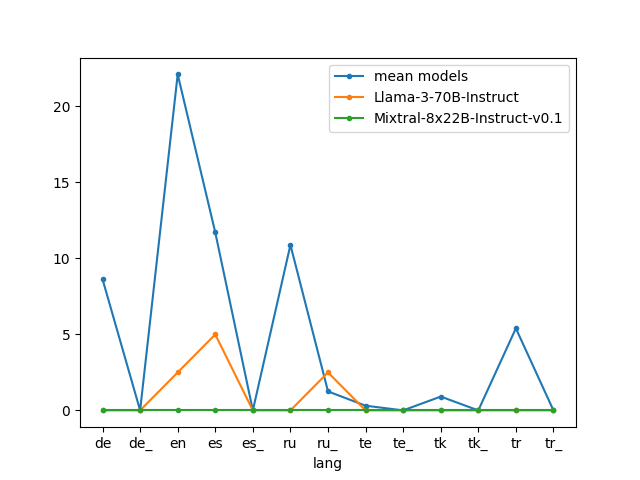 mean models
Llama-3-70B-Instruct
Mixtral-8x22B-Instruct-v0.1
20
15
10
5
0
de de_ en es es_ ru ru_ te te_ tk tk_ tr tr_
lang